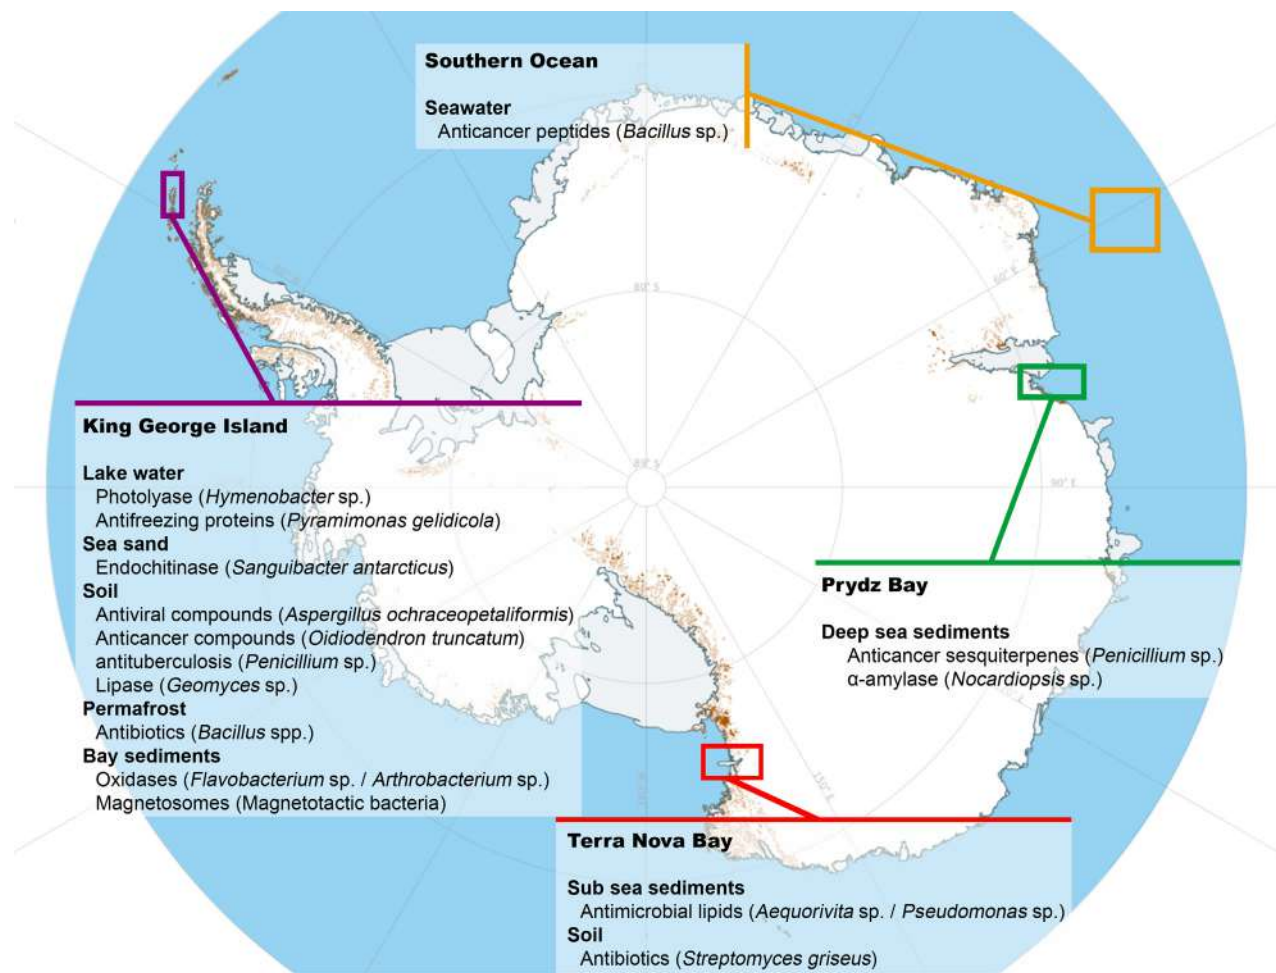 Southern Ocean
Seawater
Anticancer peptides (Bacillus sp.)
King George Island
Lake water
Photolyase (Hymenobacter sp.)
Antifreezing proteins (Pyramimonas gelidicola)
Sea sand
Endochitinase (Sanguibacter antarcticus)
Soil
Antiviral compounds (Aspergillus ochraceopetaliformis)
Anticancer compounds (Oidiodendron truncatum)
antituberculosis (Penicillium sp.)
Lipase (Geomyces sp.)
Permafrost
Antibiotics (Bacillus spp.)
Bay sediments
Oxidases (Flavobacterium sp. / Arthrobacterium sp.)
Magnetosomes (Magnetotactic bacteria)
80° S
60° E
90° E
150° E
Prydz Bay
Deep sea sediments
Anticancer sesquiterpenes (Penicillium sp.)
α-amylase (Nocardiopsis sp.)
Terra Nova Bay
Sub sea sediments
Antimicrobial lipids (Aequorivita sp. / Pseudomonas sp.)
Soil
Antibiotics (Streptomyces griseus)